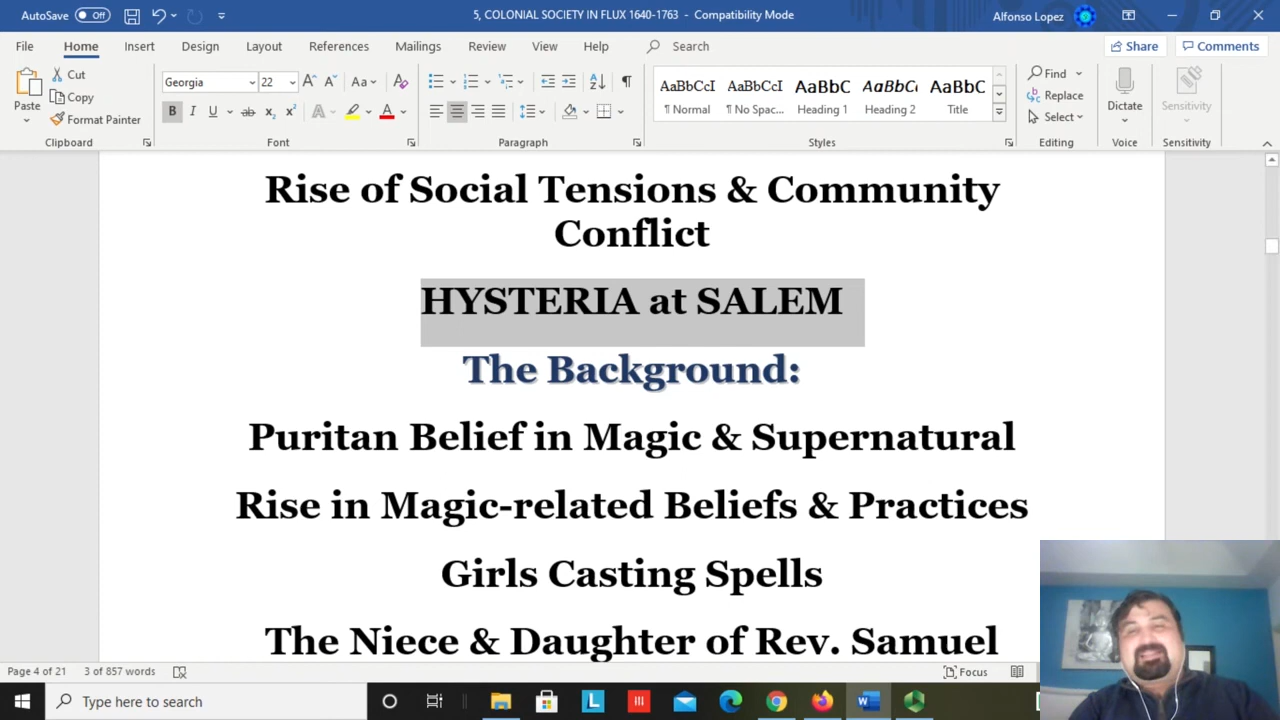 AutoSave Off
5, COLONIAL SOCIETY IN FLUX 1640-1763 - Compatibility Mode
Alfonso Lopez
File Home Insert Design Layout References Mailings Review View Help Search
Share Comments
Paste
Cut
Copy
Format Painter
Clipboard
Georgia 22
Font
Paragraph
AaBbCcI AaBbCcI AaBbC AaBbCc AaBbC
¶ Normal ¶ No Spac... Heading 1 Heading 2 Title
Styles
Find
Replace
Select
Editing
Dictate
Voice
Sensitivity
Sensitivity
Rise of Social Tensions & Community
Conflict
HYSTERIA at SALEM
The Background:
Puritan Belief in Magic & Supernatural
Rise in Magic-related Beliefs & Practices
Girls Casting Spells
The Niece & Daughter of Rev. Samuel
Page 4 of 21 3 of 857 words
Focus
Type here to search